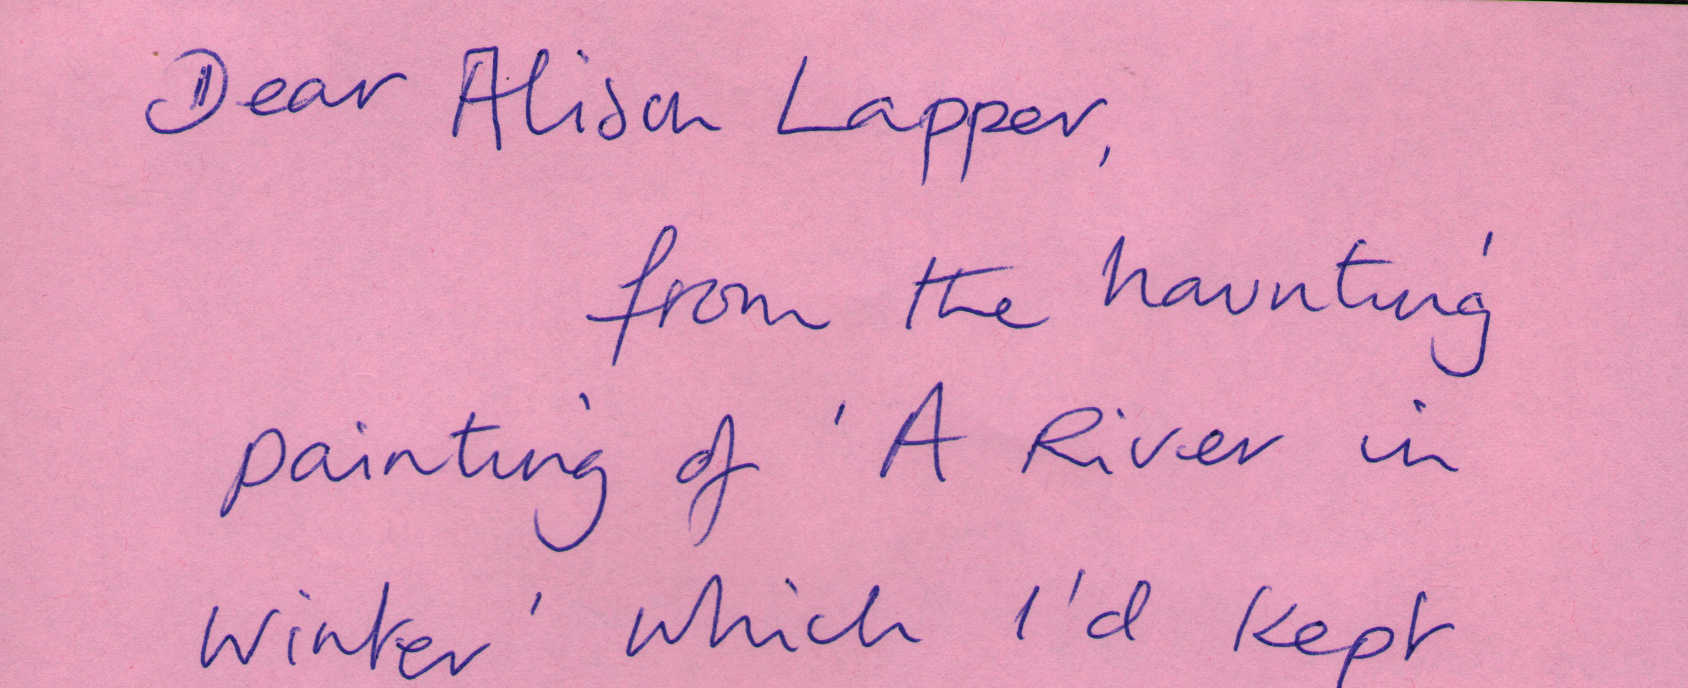 Dear Alison Lapper,
from the haunting
painting of 'A River in
Winter' which I'd kept